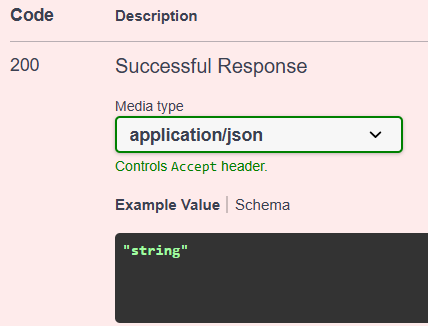 Code Description
200 Successful Response
Media type
application/json
Controls Accept header.
Example Value Schema
"string"